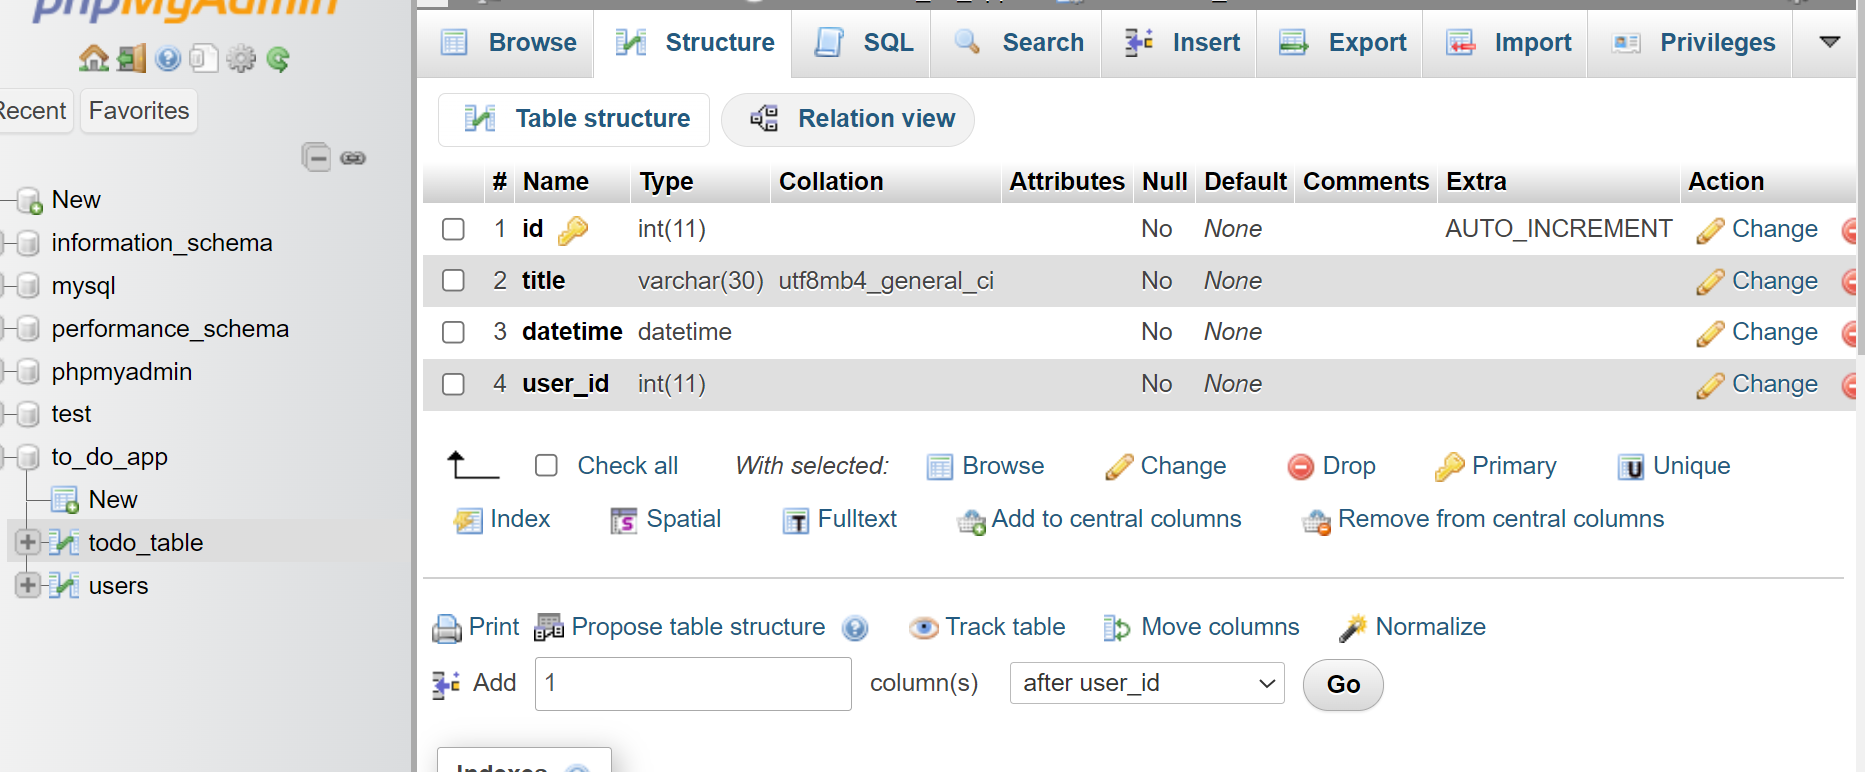 phpMyAdmin
Recent Favorites
New
information_schema
mysql
performance_schema
phpmyadmin
test
to_do_app
New
todo_table
users
Browse Structure SQL Search Insert Export Import Privileges
Table structure Relation view
# Name Type Collation Attributes Null Default Comments Extra Action
1 id int(11) No None AUTO_INCREMENT Change
2 title varchar(30) utf8mb4_general_ci No None Change
3 datetime datetime No None Change
4 user_id int(11) No None Change
Check all With selected: Browse Change Drop Primary Unique
Index Spatial Fulltext Add to central columns Remove from central columns
Print Propose table structure Track table Move columns Normalize
Add 1 column(s) after user_id Go
Indexes